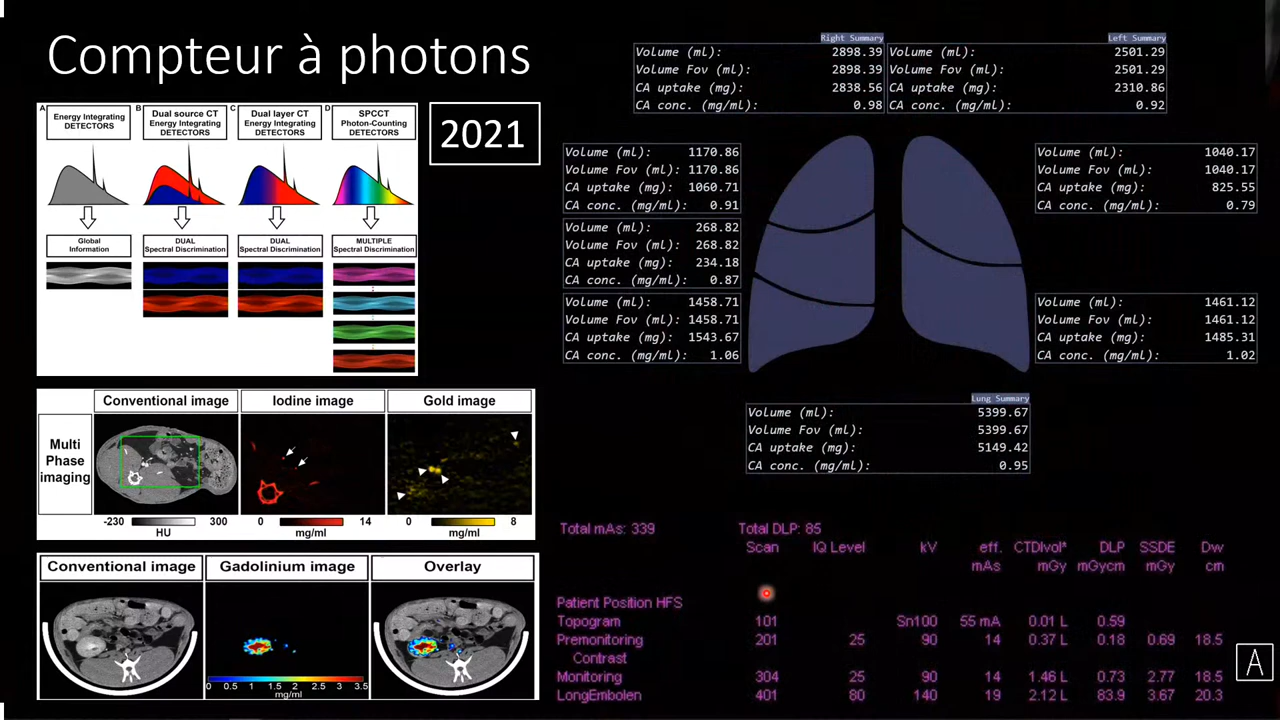 Compteur à photons
2021
A
Energy Integrating
DETECTORS
B
Dual source CT
Energy Integrating
DETECTORS
C
Dual layer CT
Energy Integrating
DETECTORS
D
SPCCT
Photon-Counting
DETECTORS
Global
Information
DUAL
Spectral Discrimination
DUAL
Spectral Discrimination
MULTIPLE
Spectral Discrimination
Conventional image
Iodine image
Gold image
Multi
Phase
imaging
-230 300
HU
0 14
mg/ml
0 8
mg/ml
Conventional image
Gadolinium image
Overlay
0 0.5 1 1.5 2 2.5 3 3.5
mg/ml
Right Summary
Volume (ml): 2898.39
Volume Fov (ml): 2898.39
CA uptake (mg): 2838.56
CA conc. (mg/ml): 0.98
Left Summary
Volume (ml): 2501.29
Volume Fov (ml): 2501.29
CA uptake (mg): 2310.86
CA conc. (mg/ml): 0.92
Volume (ml): 1170.86
Volume Fov (ml): 1170.86
CA uptake (mg): 1060.71
CA conc. (mg/ml): 0.91
Volume (ml): 268.82
Volume Fov (ml): 268.82
CA uptake (mg): 234.18
CA conc. (mg/ml): 0.87
Volume (ml): 1458.71
Volume Fov (ml): 1458.71
CA uptake (mg): 1543.67
CA conc. (mg/ml): 1.06
Volume (ml): 1040.17
Volume Fov (ml): 1040.17
CA uptake (mg): 825.55
CA conc. (mg/ml): 0.79
Volume (ml): 1461.12
Volume Fov (ml): 1461.12
CA uptake (mg): 1485.31
CA conc. (mg/ml): 1.02
Lung Summary
Volume (ml): 5399.67
Volume Fov (ml): 5399.67
CA uptake (mg): 5149.42
CA conc. (mg/ml): 0.95
Total mAs: 339 Total DLP: 85
Scan IQ Level kV eff. CTDIvol* DLP SSDE Dw
mAs mGy mGycm mGy cm
Patient Position HFS
Topogram 101 Sn100 55 mA 0.01 L 0.59
Premonitoring 201 25 90 14 0.37 L 0.18 0.69 18.5
Contrast
Monitoring 304 25 90 14 1.46 L 0.73 2.77 18.5
LongEmbolen 401 80 140 19 2.12 L 83.9 3.67 20.3
A